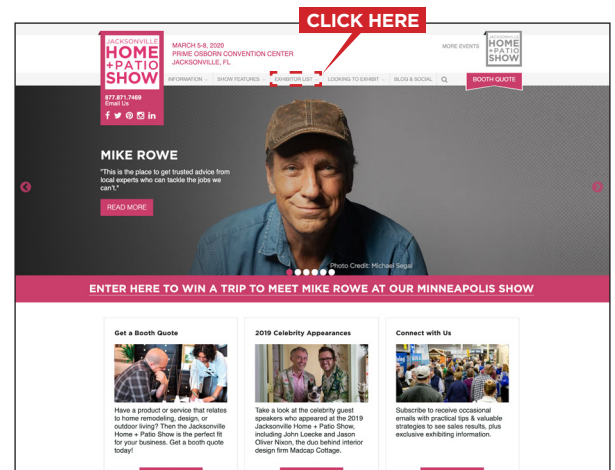 CLICK HERE
JACKSONVILLE
HOME
+PATIO
SHOW
MARCH 5-8, 2020
PRIME OSBORN CONVENTION CENTER
JACKSONVILLE, FL
MORE EVENTS
JACKSONVILLE
HOME
+PATIO
SHOW
INFORMATION
SHOW FEATURES
EXHIBITOR LIST
LOOKING TO EXHIBIT
BLOG & SOCIAL
BOOTH QUOTE
877.871.7469
Email Us
MIKE ROWE
"This is the place to get trusted advice from
local experts who can tackle the jobs we
can't."
READ MORE
Photo Credit: Michael Segal
ENTER HERE TO WIN A TRIP TO MEET MIKE ROWE AT OUR MINNEAPOLIS SHOW
Get a Booth Quote
Have a product or service that relates
to home remodeling, design, or
outdoor living? Then the Jacksonville
Home + Patio Show is the perfect fit
for your business. Get a booth quote
today!
2019 Celebrity Appearances
Take a look at the celebrity guest
speakers who appeared at the 2019
Jacksonville Home + Patio Show,
including John Loecke and Jason
Oliver Nixon, the duo behind interior
design firm Madcap Cottage.
Connect with Us
Subscribe to receive occasional
emails with practical tips & valuable
strategies to see sales results, plus
exclusive exhibiting information.